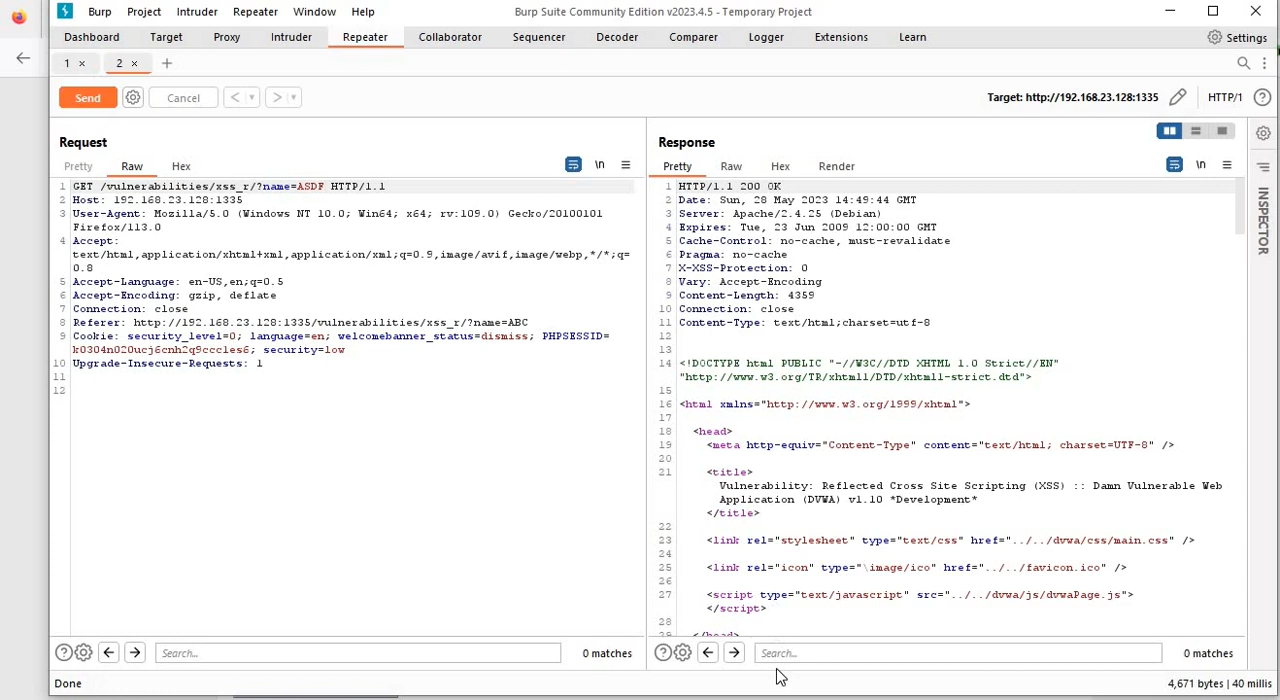 Burp Project Intruder Repeater Window Help Burp Suite Community Edition v2023.4.5 - Temporary Project
Dashboard Target Proxy Intruder Repeater Collaborator Sequencer Decoder Comparer Logger Extensions Learn Settings
1 × 2 × +
Send Cancel < > Target: http://192.168.23.128:1335 HTTP/1
Request
Pretty Raw Hex \n
1 GET /vulnerabilities/xss_r/?name=ASDF HTTP/1.1
2 Host: 192.168.23.128:1335
3 User-Agent: Mozilla/5.0 (Windows NT 10.0; Win64; x64; rv:109.0) Gecko/20100101
Firefox/113.0
4 Accept:
text/html,application/xhtml+xml,application/xml;q=0.9,image/avif,image/webp,*/*;q=
0.8
5 Accept-Language: en-US,en;q=0.5
6 Accept-Encoding: gzip, deflate
7 Connection: close
8 Referer: http://192.168.23.128:1335/vulnerabilities/xss_r/?name=ABC
9 Cookie: security_level=0; language=en; welcomebanner_status=dismiss; PHPSESSID=
k0304n020ucj6cnh2q9cccles6; security=low
10 Upgrade-Insecure-Requests: 1
11
12
Search... 0 matches
Response
Pretty Raw Hex Render \n
1 HTTP/1.1 200 OK
2 Date: Sun, 28 May 2023 14:49:44 GMT
3 Server: Apache/2.4.25 (Debian)
4 Expires: Tue, 23 Jun 2009 12:00:00 GMT
5 Cache-Control: no-cache, must-revalidate
6 Pragma: no-cache
7 X-XSS-Protection: 0
8 Vary: Accept-Encoding
9 Content-Length: 4359
10 Connection: close
11 Content-Type: text/html;charset=utf-8
12
13
14 <!DOCTYPE html PUBLIC "-//W3C//DTD XHTML 1.0 Strict//EN"
"http://www.w3.org/TR/xhtml1/DTD/xhtml1-strict.dtd">
15
16 <html xmlns="http://www.w3.org/1999/xhtml">
17
18 <head>
19 <meta http-equiv="Content-Type" content="text/html; charset=UTF-8" />
20
21 <title>
Vulnerability: Reflected Cross Site Scripting (XSS) :: Damn Vulnerable Web
Application (DVWA) v1.10 *Development*
</title>
22
23 <link rel="stylesheet" type="text/css" href="../../dvwa/css/main.css" />
24
25 <link rel="icon" type="\image/ico" href="../../favicon.ico" />
26
27 <script type="text/javascript" src="../../dvwa/js/dvwaPage.js">
</script>
28
29 </head>
Search... 0 matches
INSPECTOR
Done 4,671 bytes | 40 millis